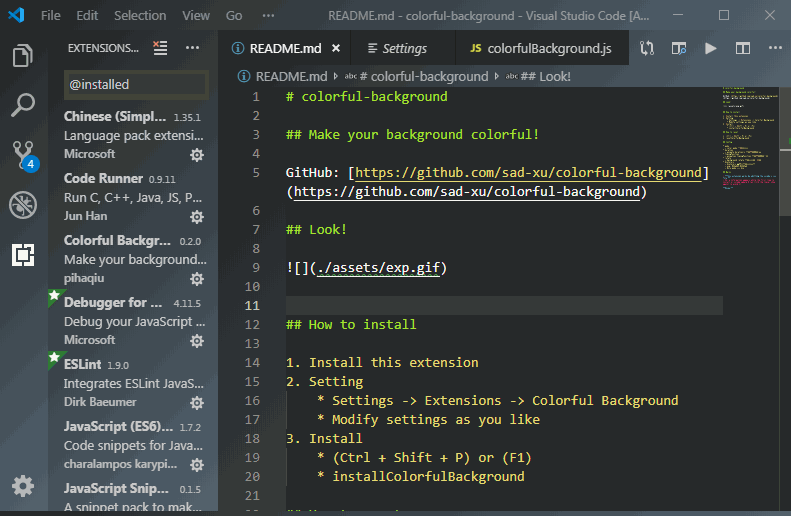 File Edit Selection View Go ··· README.md - colorful-background - Visual Studio Code [A...
EXTENSIONS... ···
README.md × Settings JS colorfulBackground.js ···
README.md › abc # colorful-background › abc ## Look!
@installed
Chinese (Simpl... 1.35.1
Language pack extensi...
Microsoft
4
Code Runner 0.9.11
Run C, C++, Java, JS, P...
Jun Han
Colorful Backgr... 0.2.0
Make your background...
pihaqiu
Debugger for ... 4.11.5
Debug your JavaScript ...
Microsoft
ESLint 1.9.0
Integrates ESLint JavaS...
Dirk Baeumer
JavaScript (ES6)... 1.7.2
Code snippets for Java...
charalampos karypi...
JavaScript Snip... 0.1.5
A snippet pack to mak...
1 # colorful-background
2
3 ## Make your background colorful!
4
5 GitHub: [https://github.com/sad-xu/colorful-background]
(https://github.com/sad-xu/colorful-background)
6
7 ## Look!
8
9 ![](./assets/exp.gif)
10
11
12 ## How to install
13
14 1. Install this extension
15 2. Setting
16 * Settings -> Extensions -> Colorful Background
17 * Modify settings as you like
18 3. Install
19 * (Ctrl + Shift + P) or (F1)
20 * installColorfulBackground
21